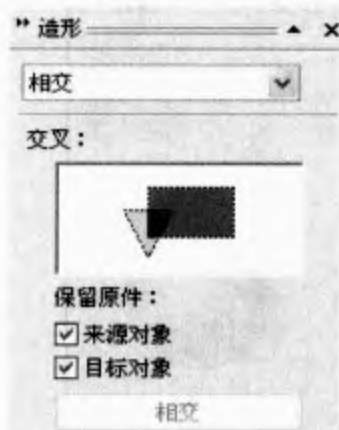 造形
相交
交叉：
保留原件：
来源对象
目标对象
相交